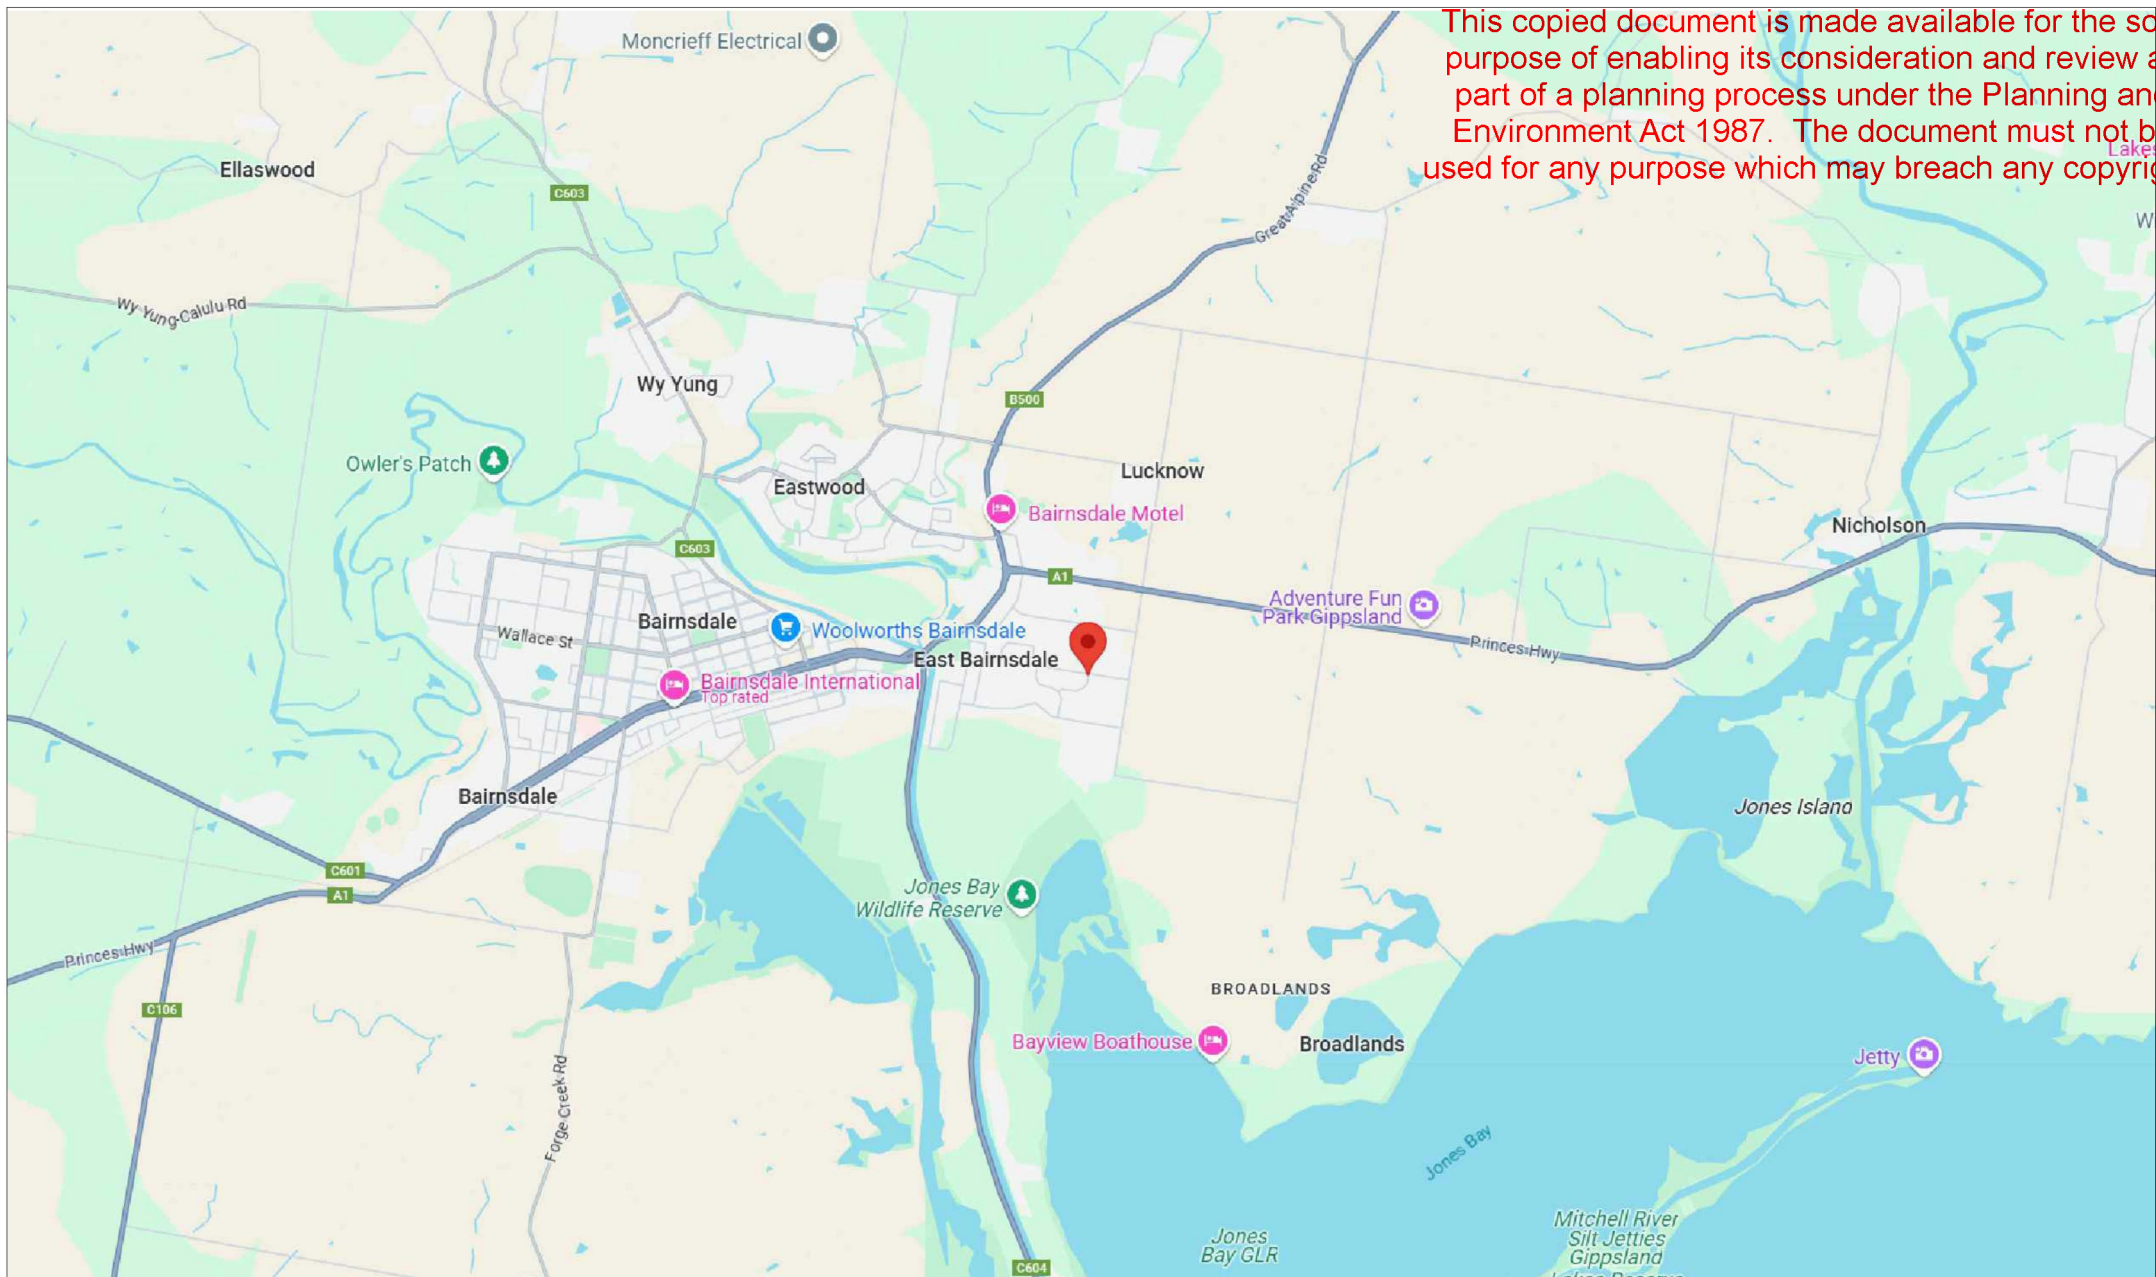 This copied document is made available for the so
purpose of enabling its consideration and review a
part of a planning process under the Planning an
Environment Act 1987. The document must not b
used for any purpose which may breach any copyrig
Moncrieff Electrical
Lakes
W
Ellaswood
C603
Great Alpine Rd
Wy Yung-Calulu Rd
Wy Yung
B500
Owler's Patch
Eastwood
Lucknow
Bairnsdale Motel
Nicholson
C603
A1
Adventure Fun
Park Gippsland
Bairnsdale
Woolworths Bairnsdale
Wallace St
Princes Hwy
East Bairnsdale
Bairnsdale International
Top rated
Bairnsdale
Jones Island
C601
A1
Jones Bay
Wildlife Reserve
Princes Hwy
BROADLANDS
C106
Bayview Boathouse
Broadlands
Jetty
Forge Creek Rd
Jones Bay
Mitchell River
Silt Jetties
Gippsland
Lakes Reserve
Jones
Bay GLR
C604